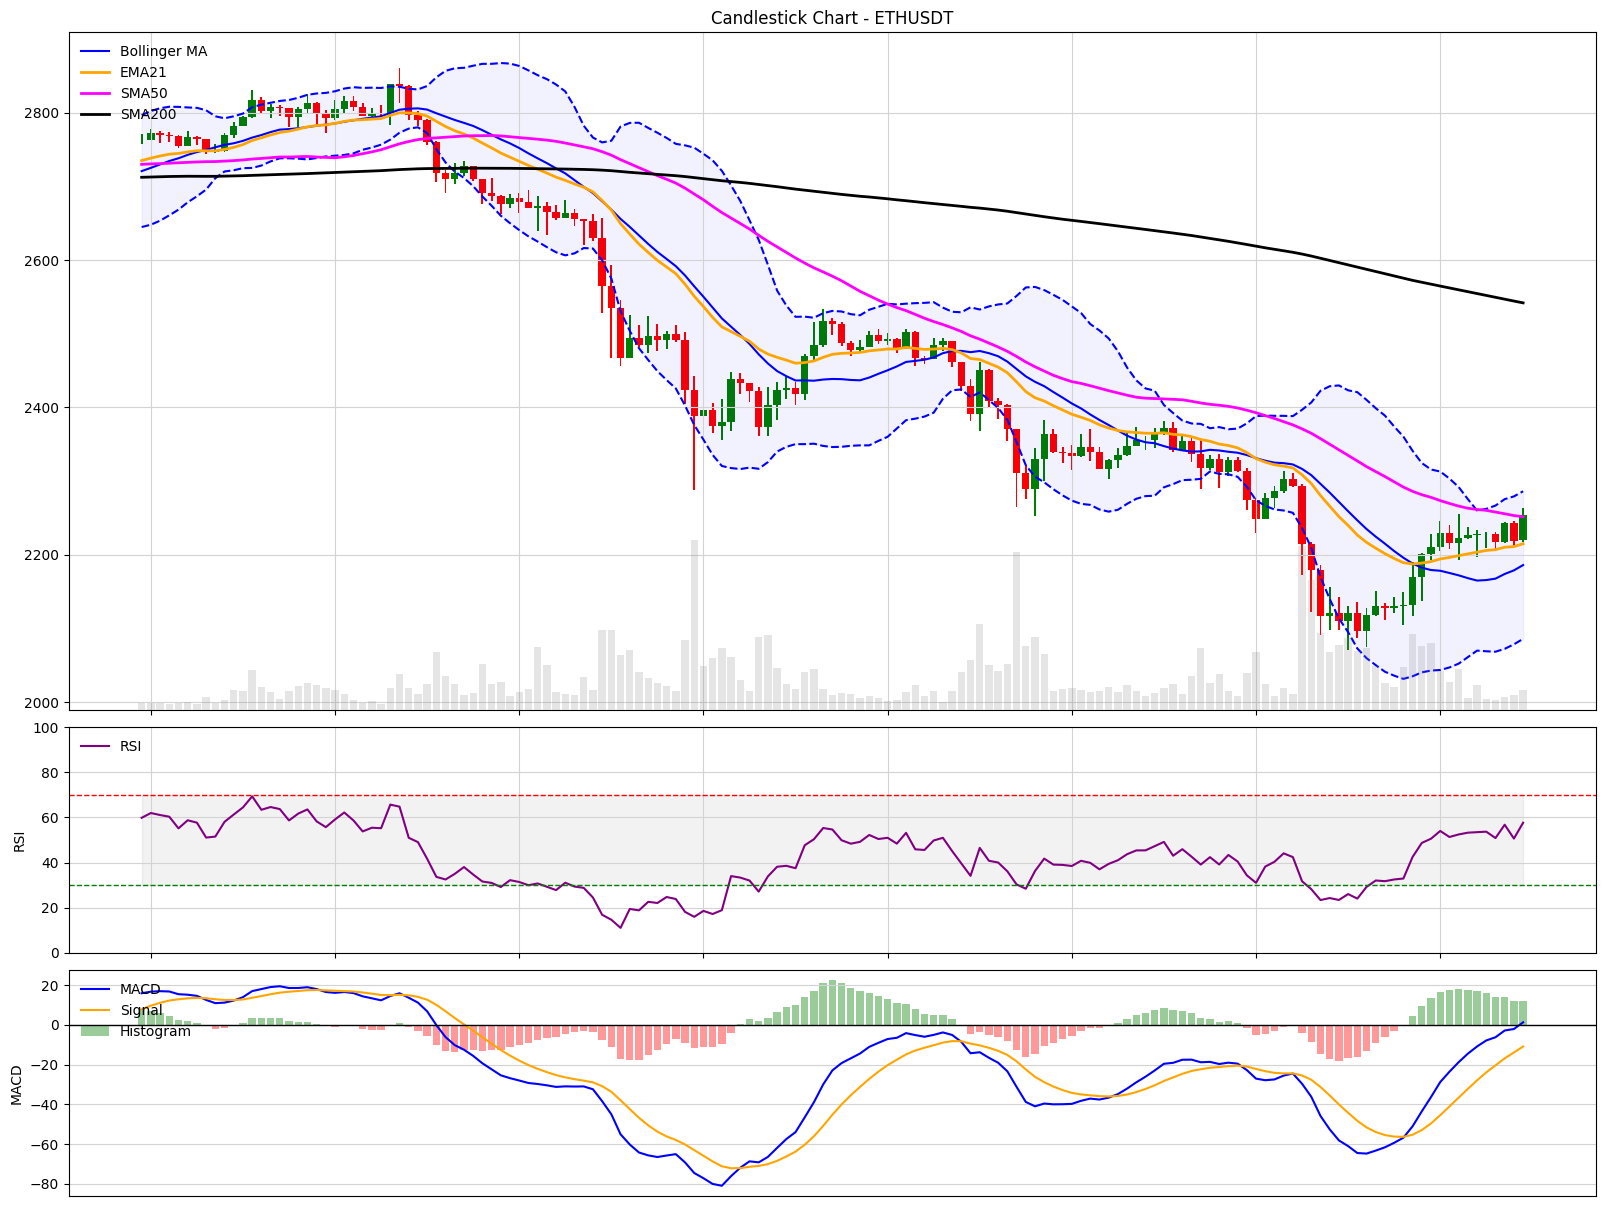 Candlestick Chart - ETHUSDT
Bollinger MA
EMA21
SMA50
SMA200
2800
2600
2400
2200
2000
RSI
100
80
60
40
20
0
RSI
MACD
Signal
Histogram
20
0
−20
−40
−60
−80
MACD